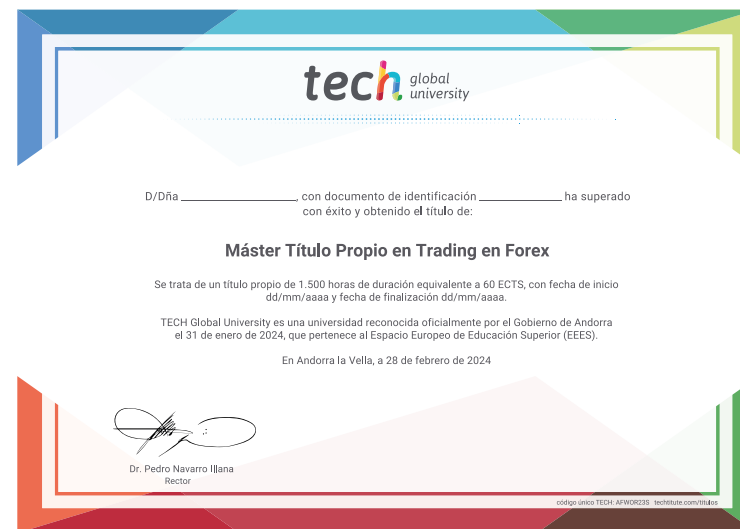 tech global university
D/Dña ____________, con documento de identificación ____________ ha superado
con éxito y obtenido el título de:
Máster Título Propio en Trading en Forex
Se trata de un título propio de 1.500 horas de duración equivalente a 60 ECTS, con fecha de inicio
dd/mm/aaaa y fecha de finalización dd/mm/aaaa.
TECH Global University es una universidad reconocida oficialmente por el Gobierno de Andorra
el 31 de enero de 2024, que pertenece al Espacio Europeo de Educación Superior (EEES).
En Andorra la Vella, a 28 de febrero de 2024
Dr. Pedro Navarro Illana
Rector
código único TECH: AFWOR23S techtitute.com/titulos